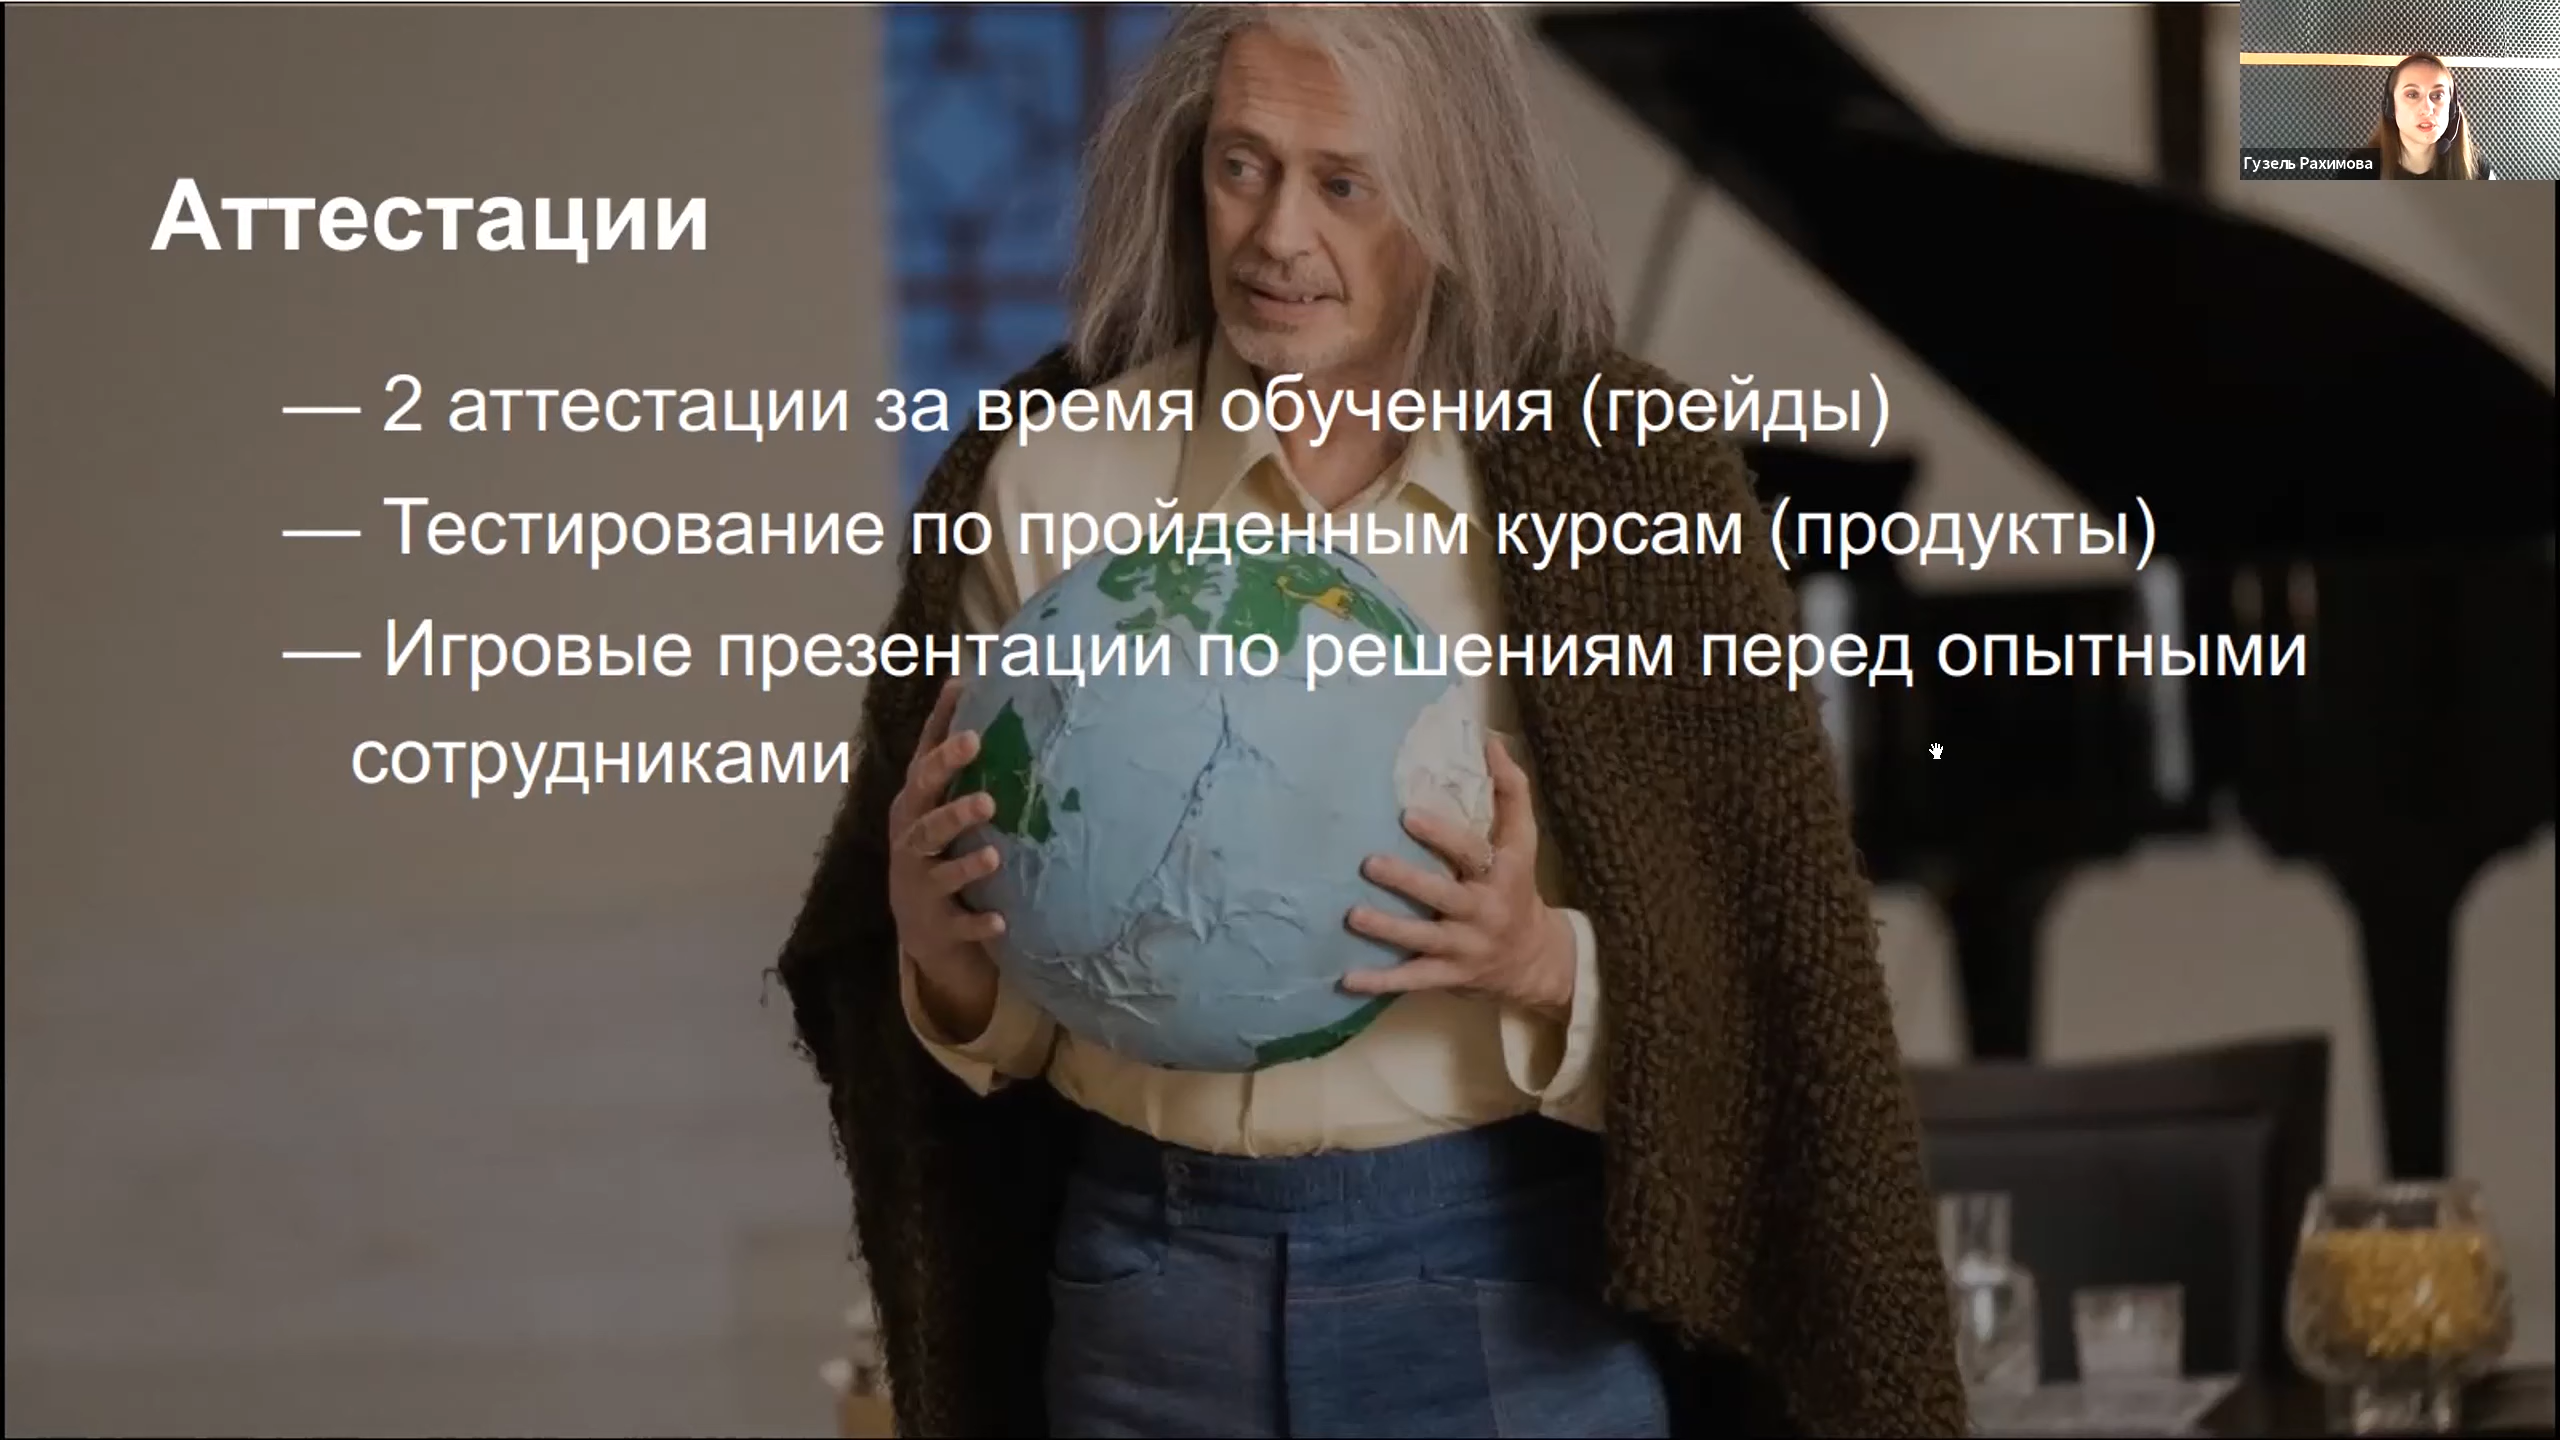 Гузель Рахимова
Аттестации
— 2 аттестации за время обучения (грейды)
— Тестирование по пройденным курсам (продукты)
— Игровые презентации по решениям перед опытными
сотрудниками